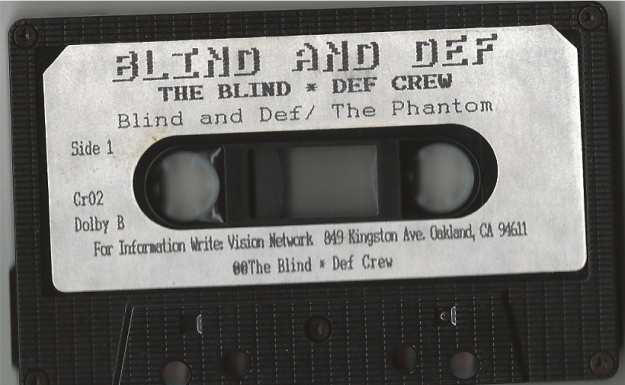 BLIND AND DEF
THE BLIND * DEF CREW
Blind and Def/ The Phantom
Side 1
CrO2
Dolby B
For Information Write: Vision Network 849 Kingston Ave. Oakland, CA 94611
The Blind * Def Crew